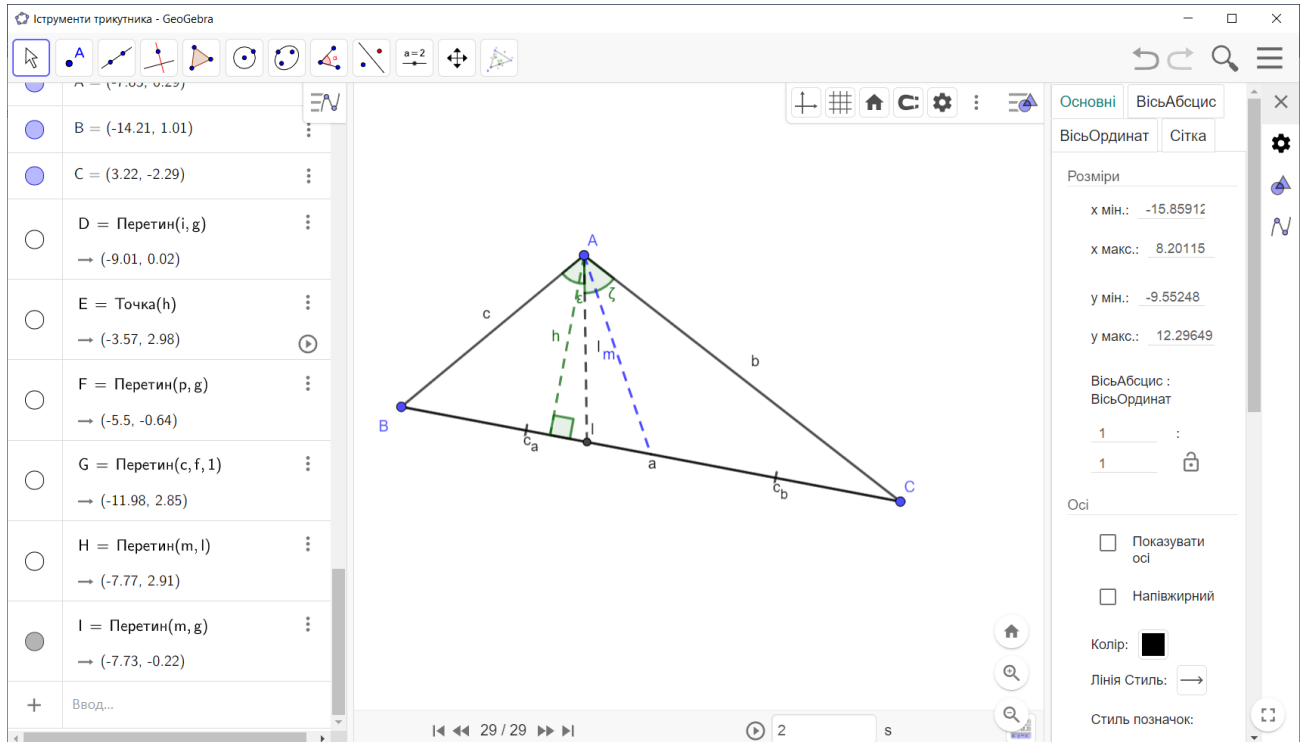 Іструменти трикутника - GeoGebra
A
a=2
B = (-14.21, 1.01)
C = (3.22, -2.29)
D = Перетин(i, g)
→ (-9.01, 0.02)
E = Точка(h)
→ (-3.57, 2.98)
F = Перетин(p, g)
→ (-5.5, -0.64)
G = Перетин(c, f, 1)
→ (-11.98, 2.85)
H = Перетин(m, l)
→ (-7.77, 2.91)
I = Перетин(m, g)
→ (-7.73, -0.22)
+ Ввод...
A
ε ζ
c
h
l
m
b
B
I
c_a
a
c_b
C
29 / 29
2 s
Основні ВісьАбсцис
ВісьОрдинат Сітка
Розміри
x мін.: -15.85912
x макс.: 8.20115
y мін.: -9.55248
y макс.: 12.29649
ВісьАбсцис :
ВісьОрдинат
1 :
1
Осі
Показувати
осі
Напівжирний
Колір:
Лінія Стиль:
Стиль позначок: